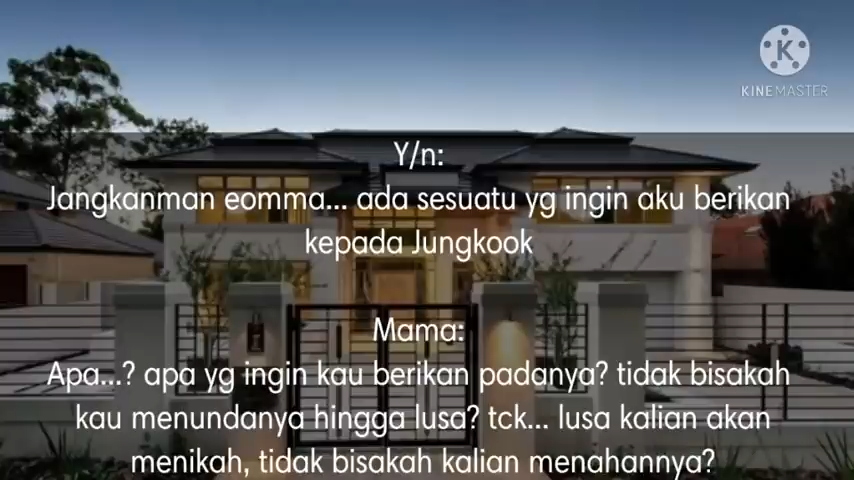 KINEMASTER
Y/n:
Jangkanman eomma... ada sesuatu yg ingin aku berikan
kepada Jungkook
Mama:
Apa...? apa yg ingin kau berikan padanya? tidak bisakah
kau menundanya hingga lusa? tck... lusa kalian akan
menikah, tidak bisakah kalian menahannya?